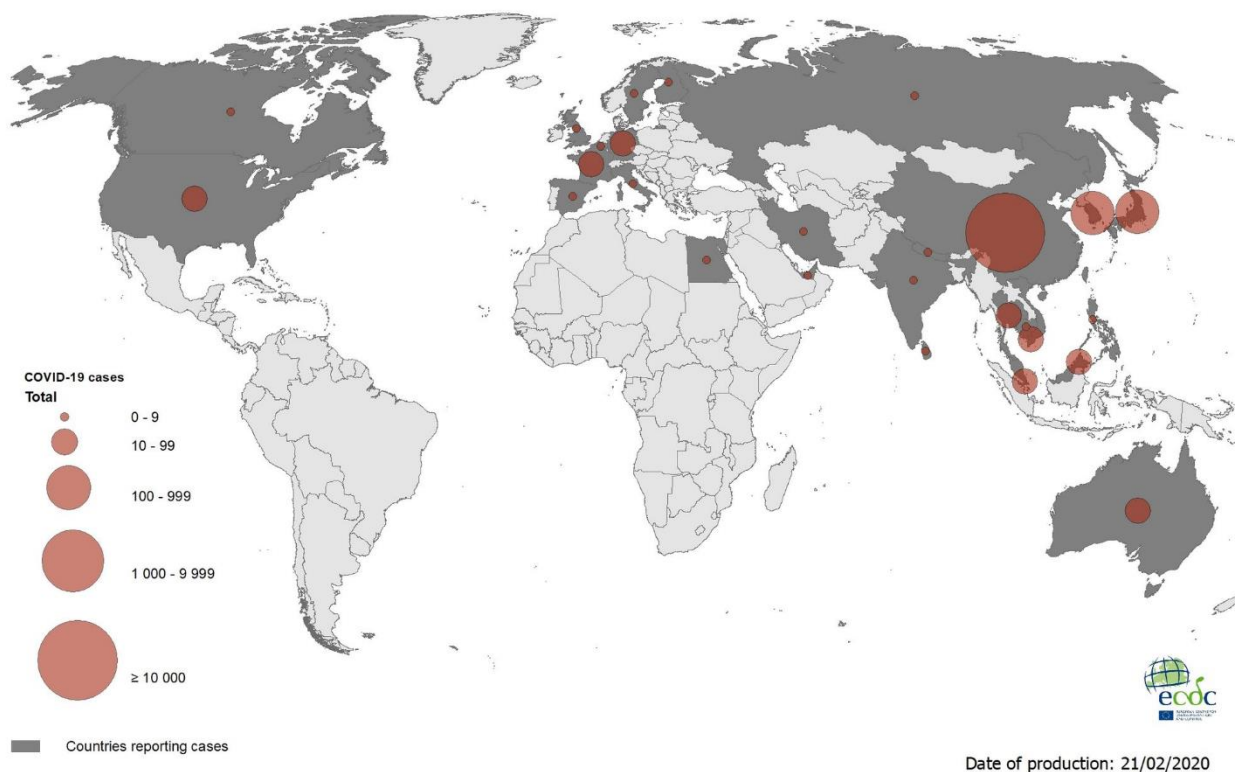 COVID-19 cases
Total
0 - 9
10 - 99
100 - 999
1 000 - 9 999
≥ 10 000
Countries reporting cases
ecdc
Date of production: 21/02/2020